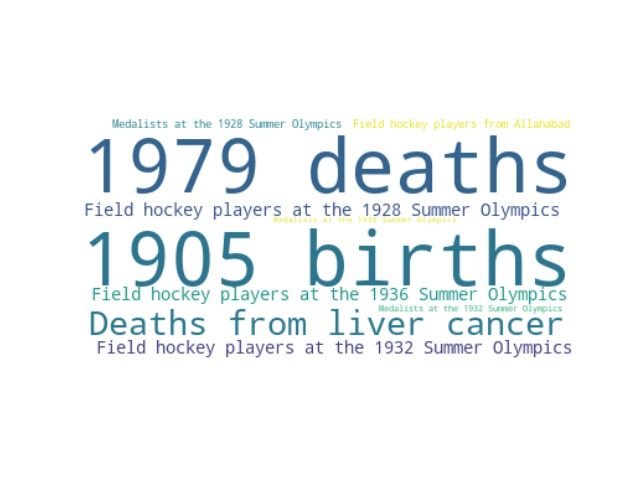 Medalists at the 1928 Summer Olympics
Field hockey players from Allahabad
1979 deaths
Field hockey players at the 1928 Summer Olympics
Medalists at the 1936 Summer Olympics
1905 births
Field hockey players at the 1936 Summer Olympics
Medalists at the 1932 Summer Olympics
Deaths from liver cancer
Field hockey players at the 1932 Summer Olympics